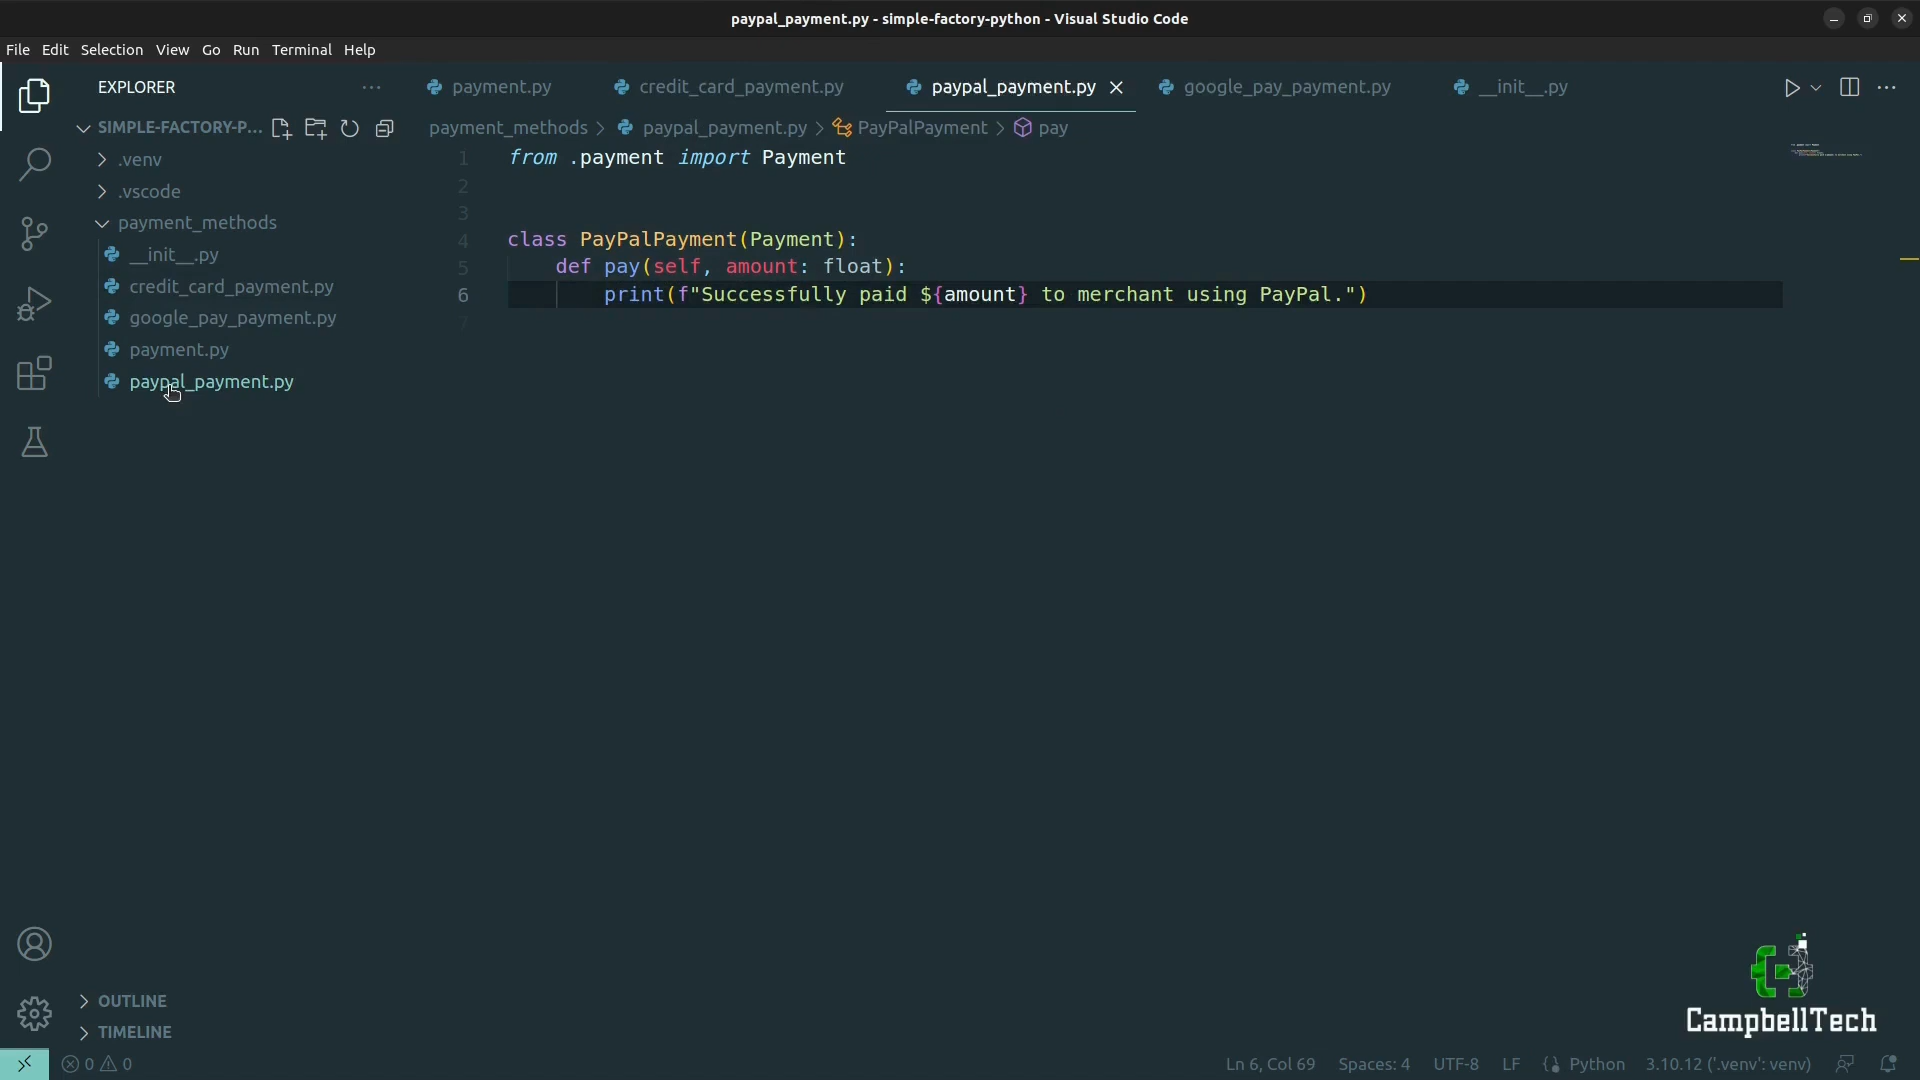 paypal_payment.py - simple-factory-python - Visual Studio Code
File Edit Selection View Go Run Terminal Help
EXPLORER
payment.py credit_card_payment.py paypal_payment.py google_pay_payment.py __init__.py
SIMPLE-FACTORY-P...
payment_methods > paypal_payment.py > PayPalPayment > pay
.venv
.vscode
payment_methods
__init__.py
credit_card_payment.py
google_pay_payment.py
payment.py
paypal_payment.py
1 from .payment import Payment
2
3
4 class PayPalPayment(Payment):
5 def pay(self, amount: float):
6 print(f"Successfully paid ${amount} to merchant using PayPal.")
7
OUTLINE
TIMELINE
CampbellTech
0 0 Ln 6, Col 69 Spaces: 4 UTF-8 LF Python 3.10.12 ('.venv': venv)